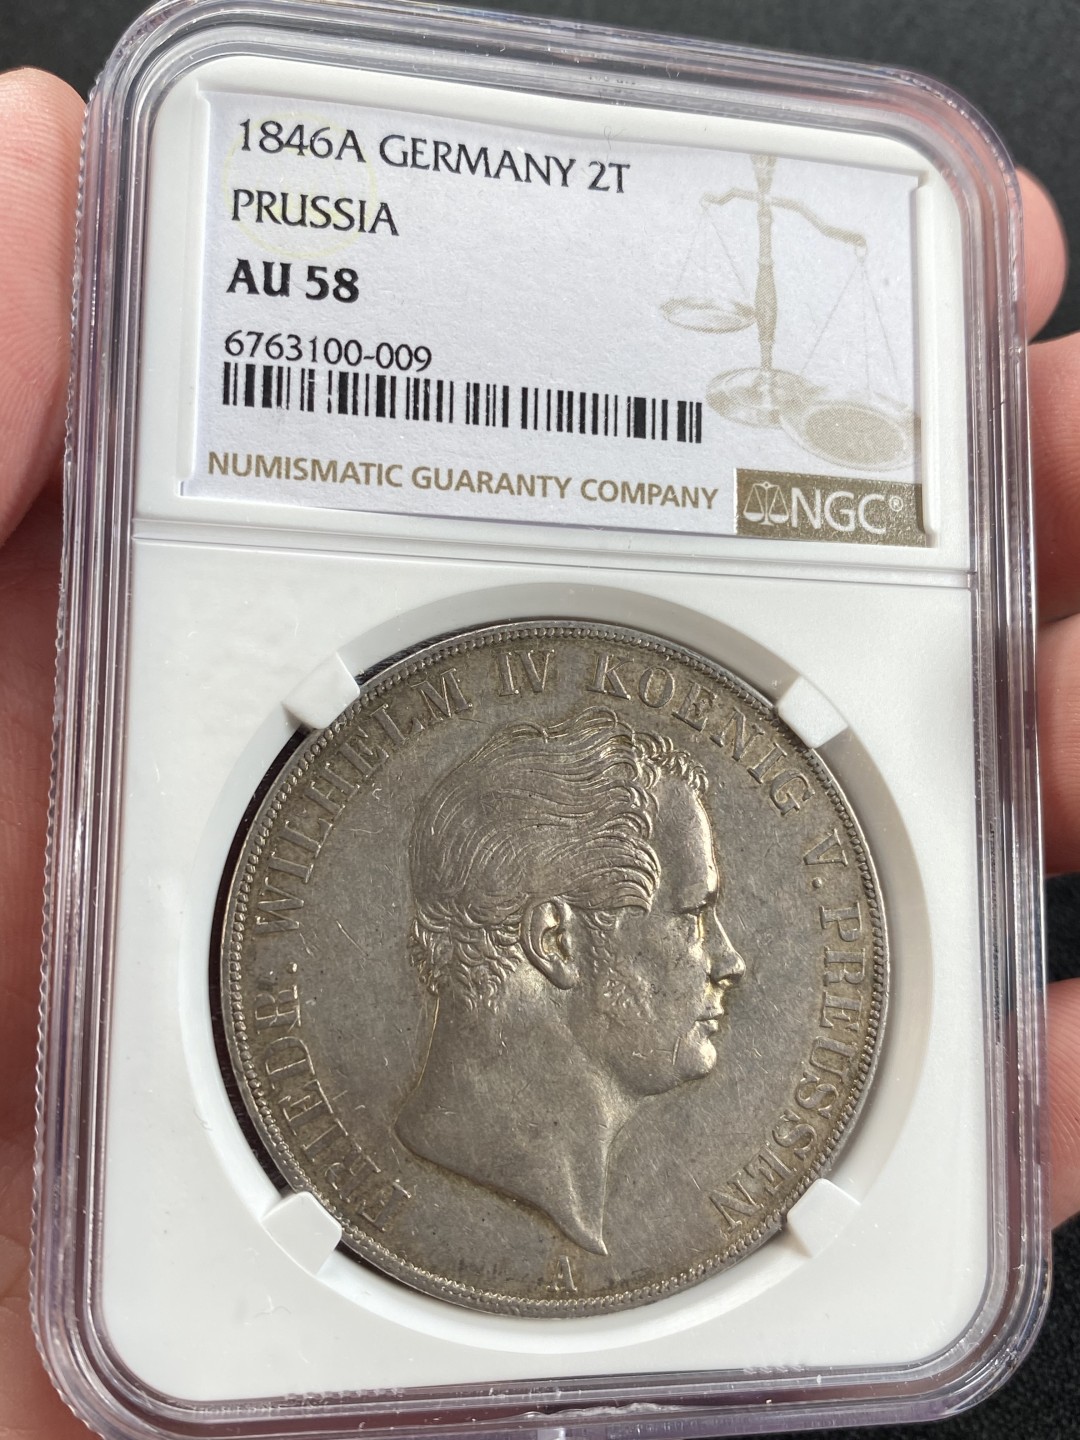 1846A GERMANY 2T
PRUSSIA
AU 58
6763100-009
NUMISMATIC GUARANTY COMPANY
NGC®
FRIEDR. WILHELM IV KOENIG V. PREUSSEN
A